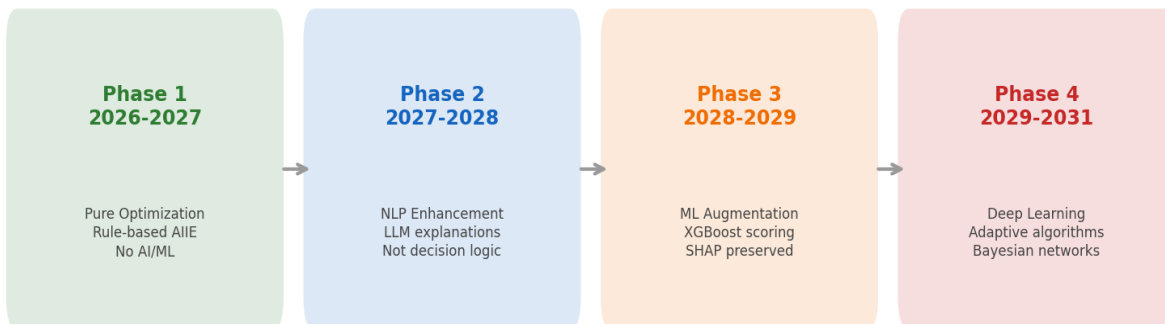 Phase 1
2026-2027
Pure Optimization
Rule-based AIIE
No AI/ML
Phase 2
2027-2028
NLP Enhancement
LLM explanations
Not decision logic
Phase 3
2028-2029
ML Augmentation
XGBoost scoring
SHAP preserved
Phase 4
2029-2031
Deep Learning
Adaptive algorithms
Bayesian networks